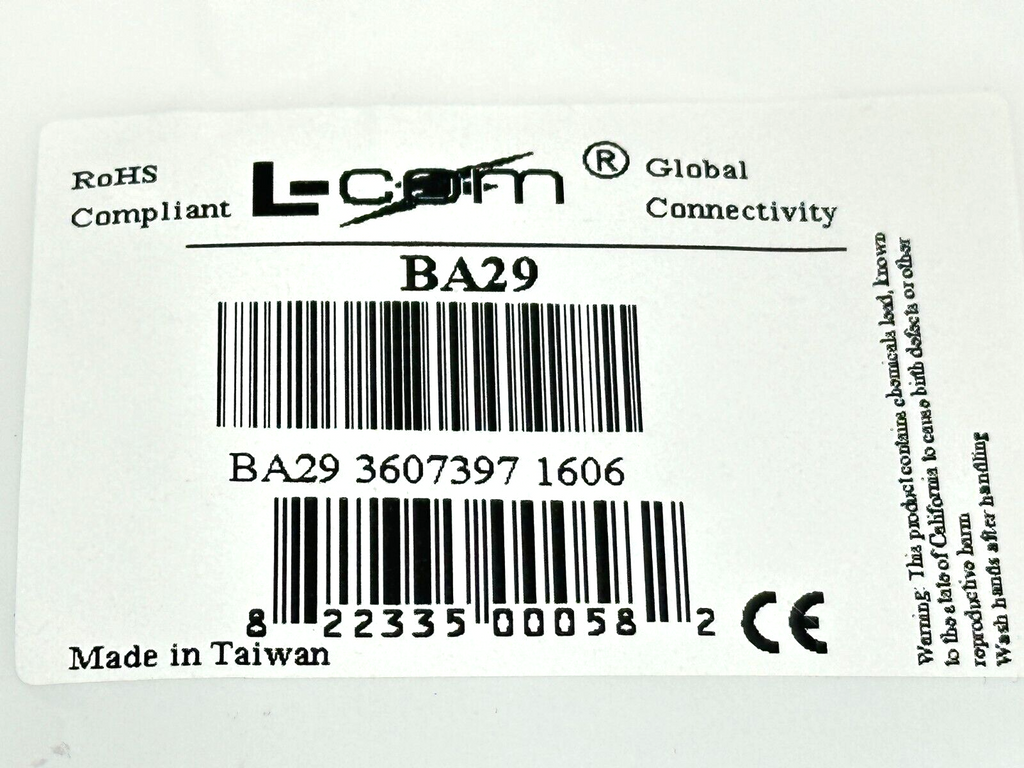 RoHS
Compliant
L-com®
Global
Connectivity
BA29
BA29 3607397 1606
8 22335 00058 2
Made in Taiwan
CE
Warning: This product contains chemicals lead, known
to the state of California to cause birth defects or other
reproductive harm
Wash hands after handling